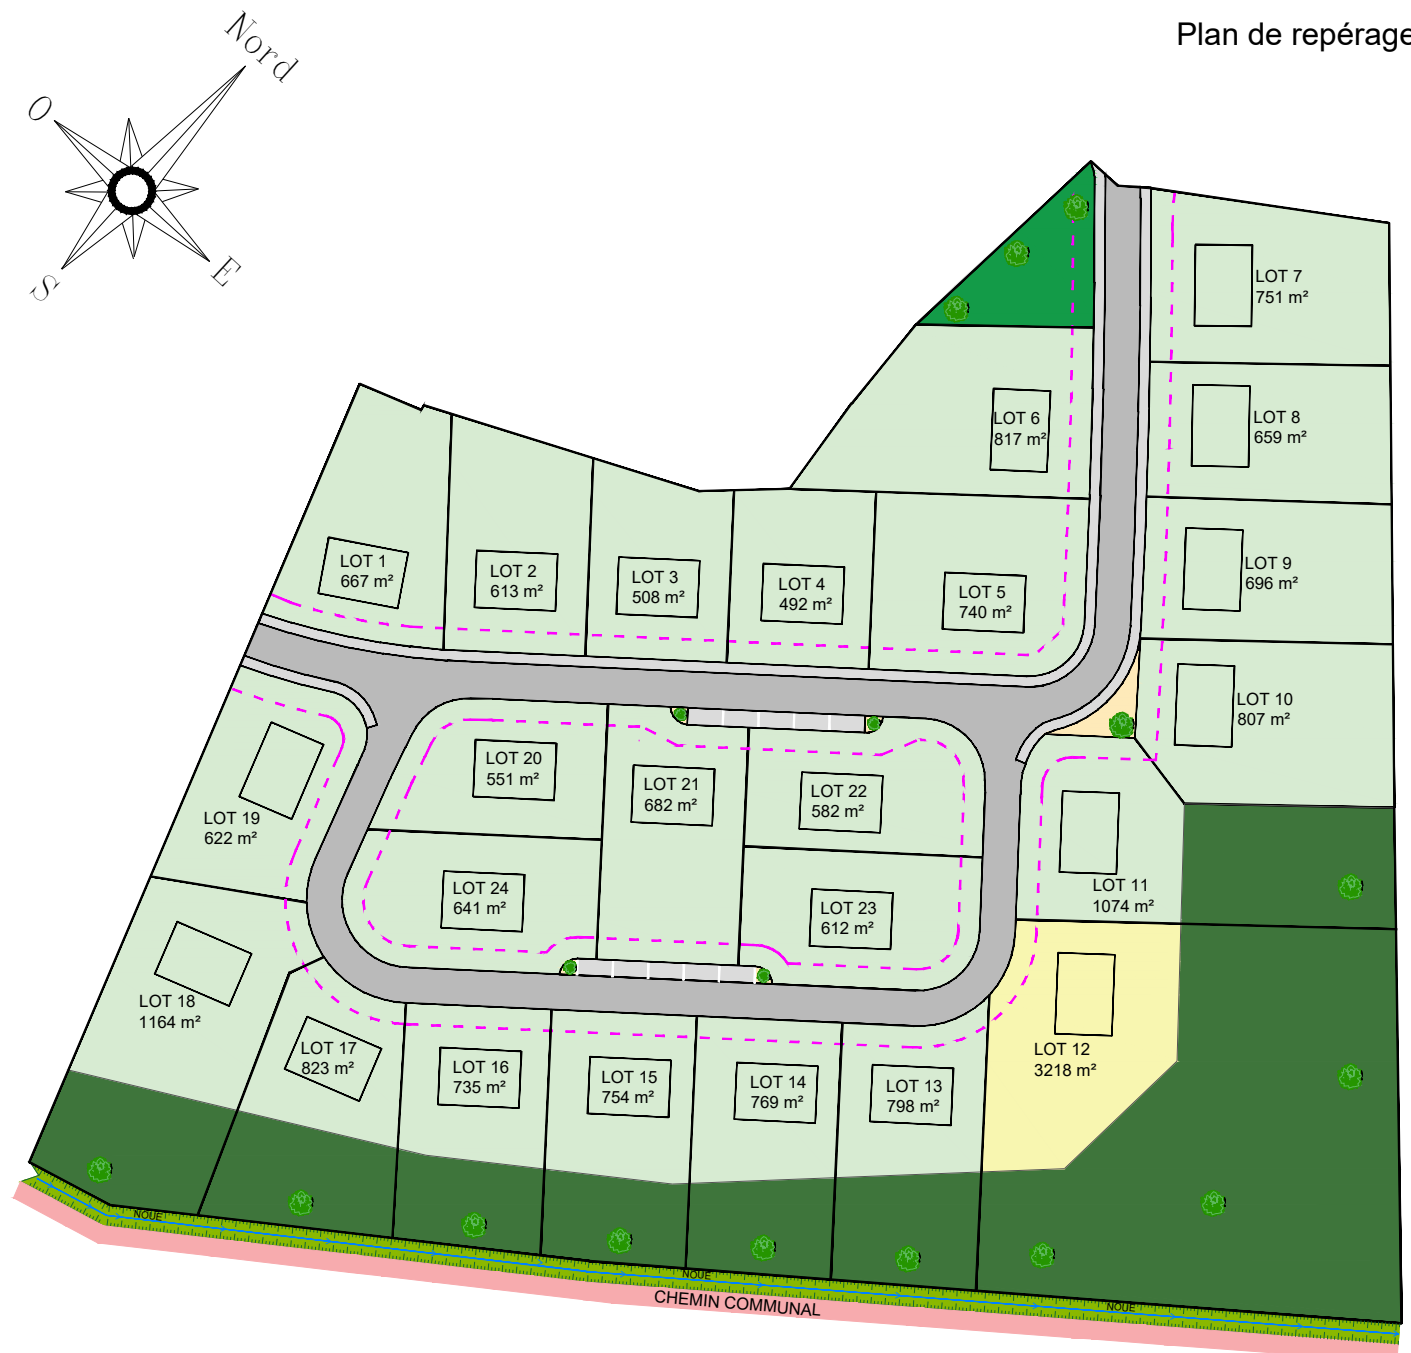 Plan de repérage
Nord
O
S
E
LOT 7
751 m²
LOT 6
817 m²
LOT 8
659 m²
LOT 1
667 m²
LOT 2
613 m²
LOT 3
508 m²
LOT 4
492 m²
LOT 5
740 m²
LOT 9
696 m²
LOT 10
807 m²
LOT 19
622 m²
LOT 20
551 m²
LOT 21
682 m²
LOT 22
582 m²
LOT 24
641 m²
LOT 23
612 m²
LOT 11
1074 m²
LOT 18
1164 m²
LOT 17
823 m²
LOT 16
735 m²
LOT 15
754 m²
LOT 14
769 m²
LOT 13
798 m²
LOT 12
3218 m²
NOUE
NOUE
NOUE
CHEMIN COMMUNAL